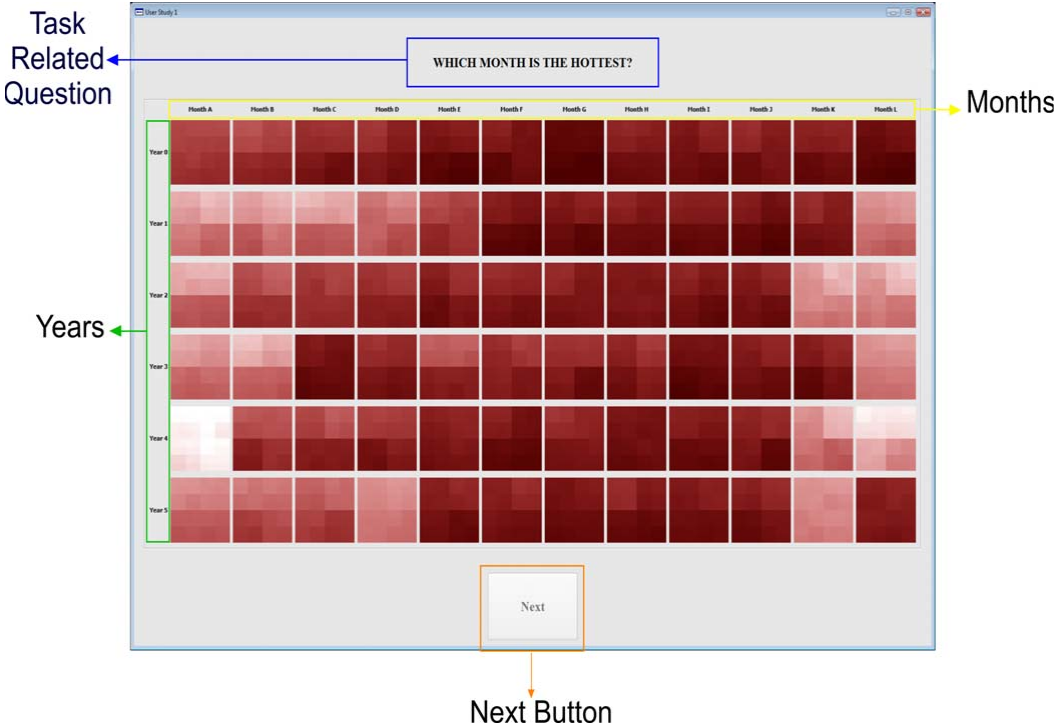 User Study 1
Task
Related
Question
WHICH MONTH IS THE HOTTEST?
Month A Month B Month C Month D Month E Month F Month G Month H Month I Month J Month K Month L
Months
Year 0
Year 1
Year 2
Years
Year 3
Year 4
Year 5
Next
Next Button